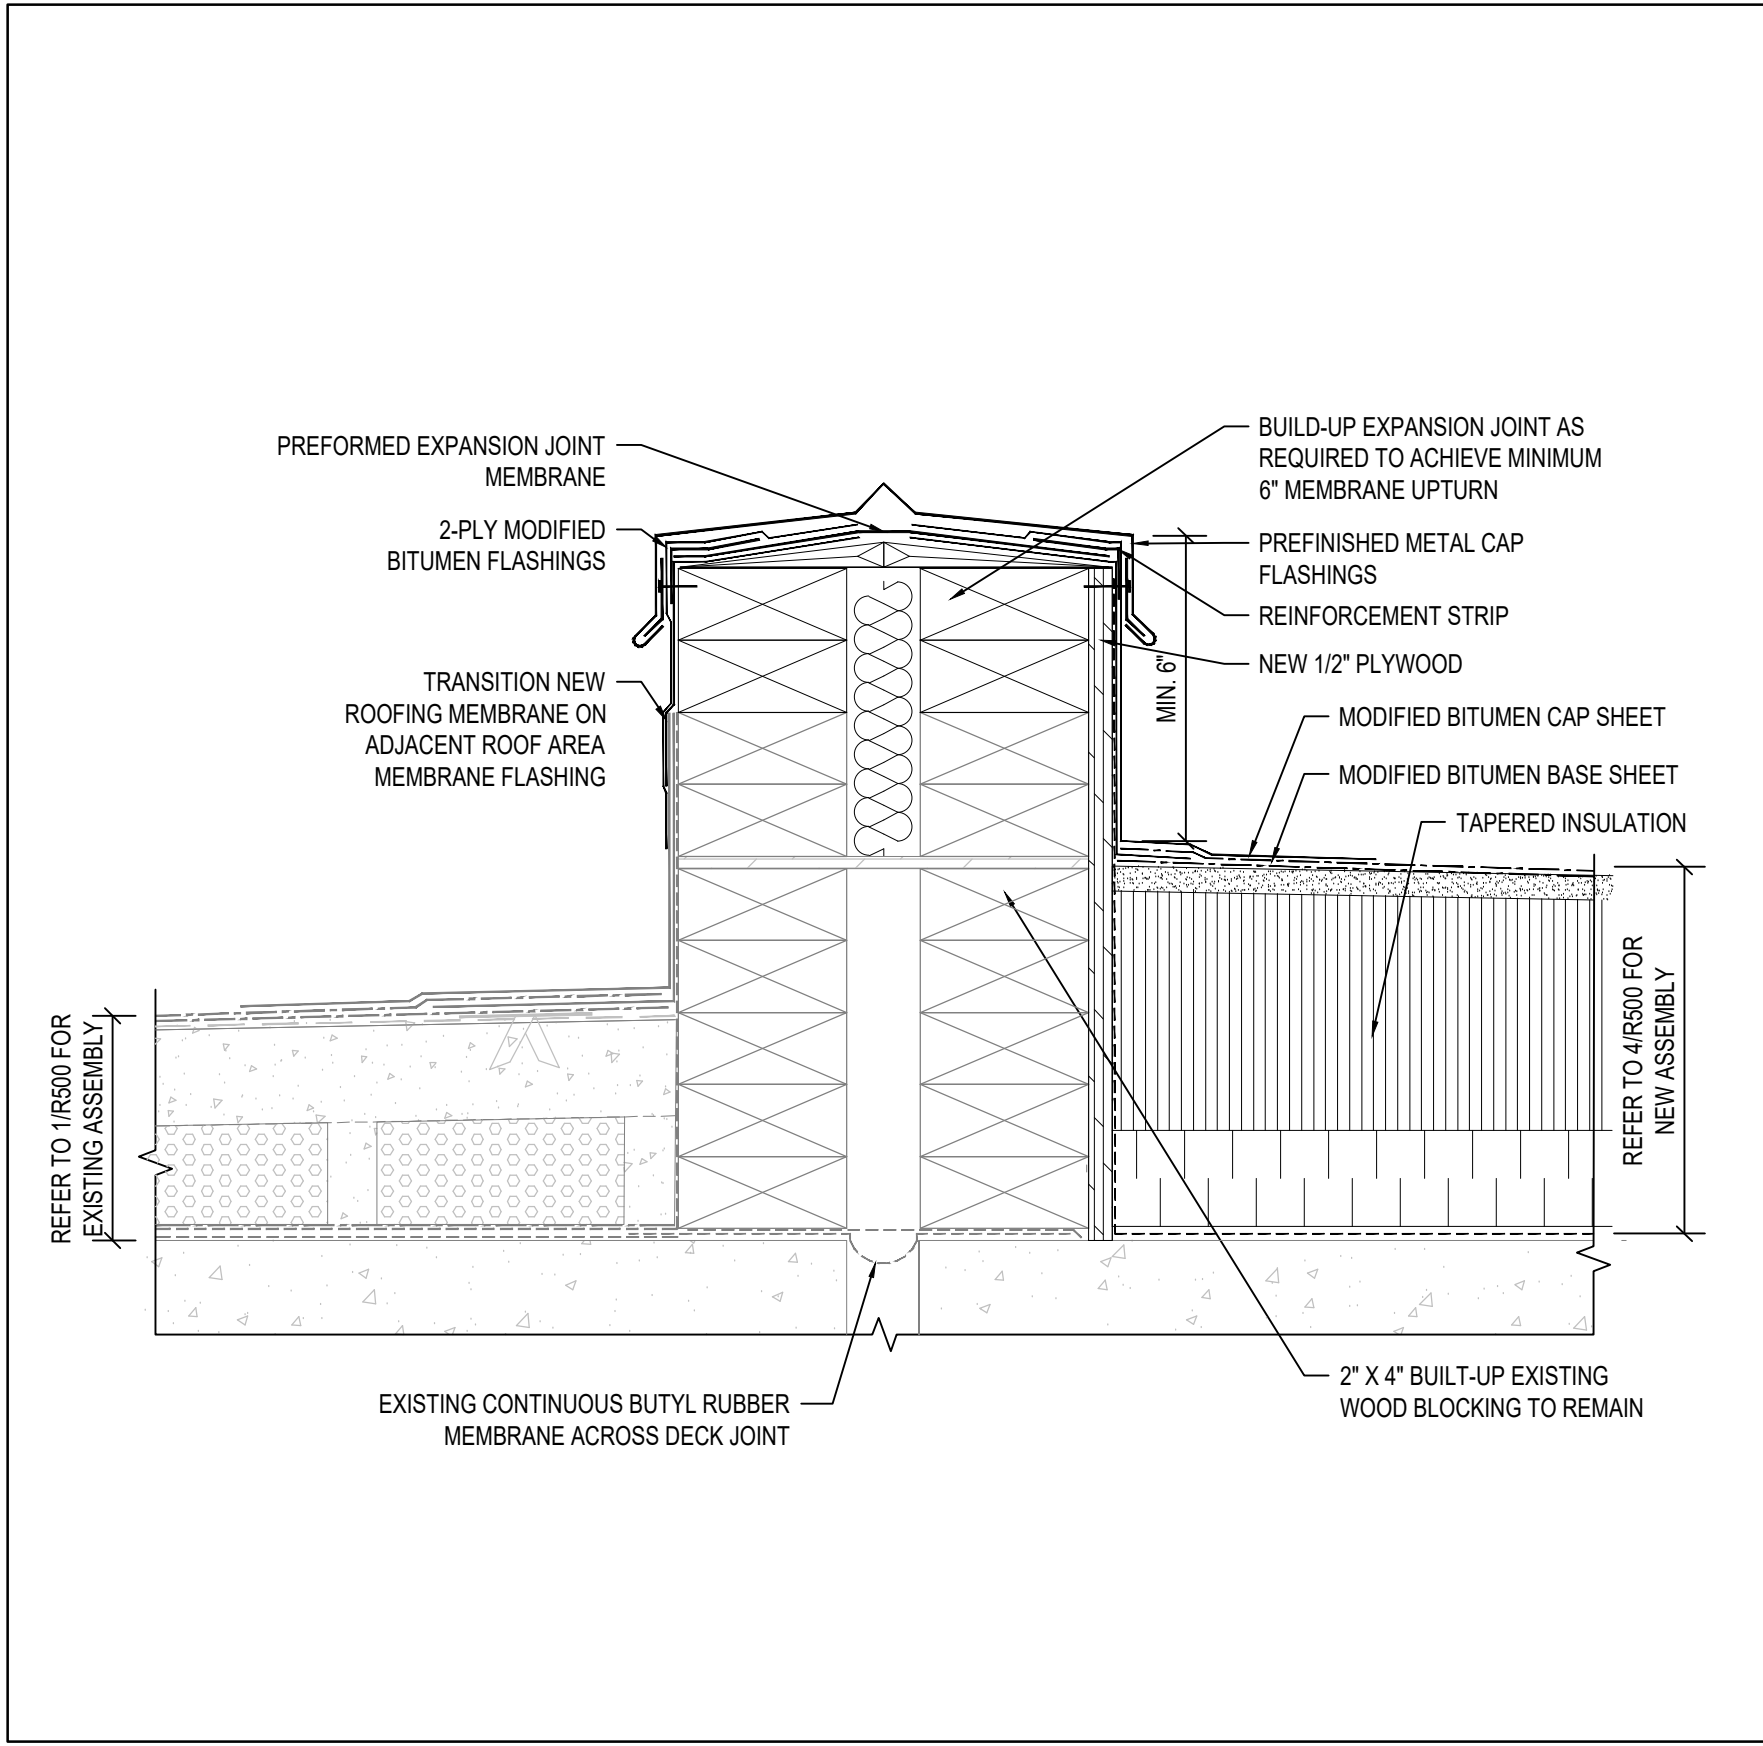 PREFORMED EXPANSION JOINT
MEMBRANE
2-PLY MODIFIED
BITUMEN FLASHINGS
TRANSITION NEW
ROOFING MEMBRANE ON
ADJACENT ROOF AREA
MEMBRANE FLASHING
BUILD-UP EXPANSION JOINT AS
REQUIRED TO ACHIEVE MINIMUM
6" MEMBRANE UPTURN
PREFINISHED METAL CAP
FLASHINGS
REINFORCEMENT STRIP
NEW 1/2" PLYWOOD
MIN. 6"
MODIFIED BITUMEN CAP SHEET
MODIFIED BITUMEN BASE SHEET
TAPERED INSULATION
REFER TO 1/R500 FOR
EXISTING ASSEMBLY
REFER TO 4/R500 FOR
NEW ASSEMBLY
EXISTING CONTINUOUS BUTYL RUBBER
MEMBRANE ACROSS DECK JOINT
2" X 4" BUILT-UP EXISTING
WOOD BLOCKING TO REMAIN